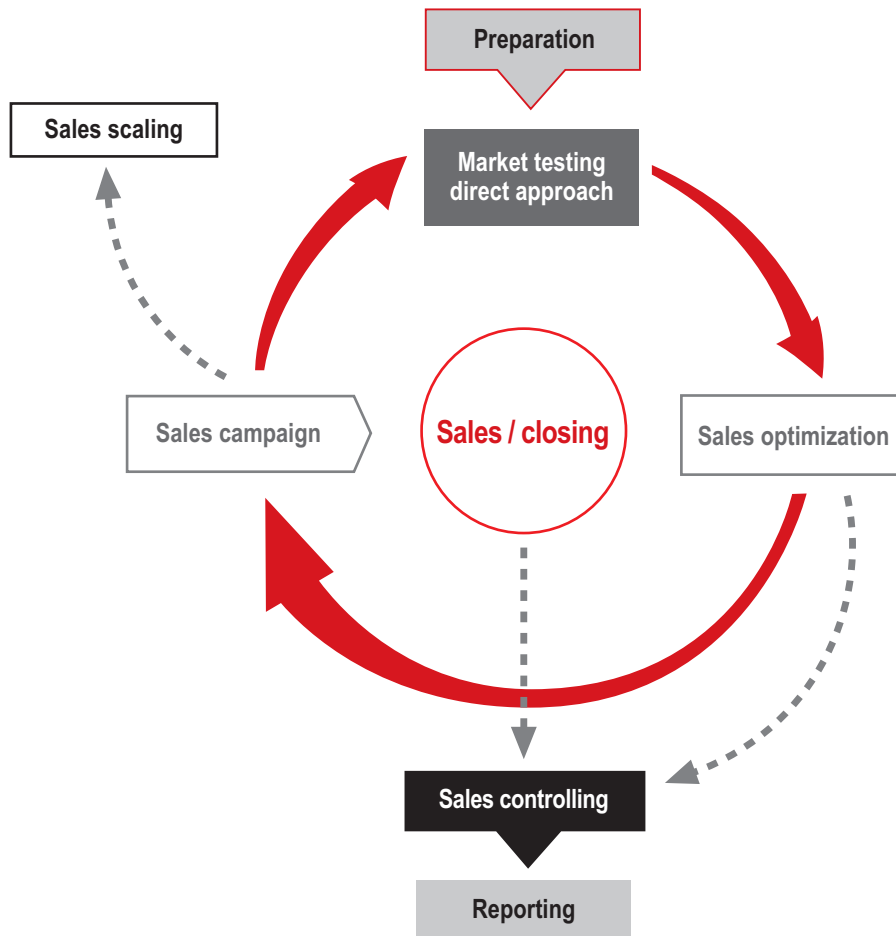 Preparation
Sales scaling
Market testing
direct approach
Sales campaign
Sales / closing
Sales optimization
Sales controlling
Reporting